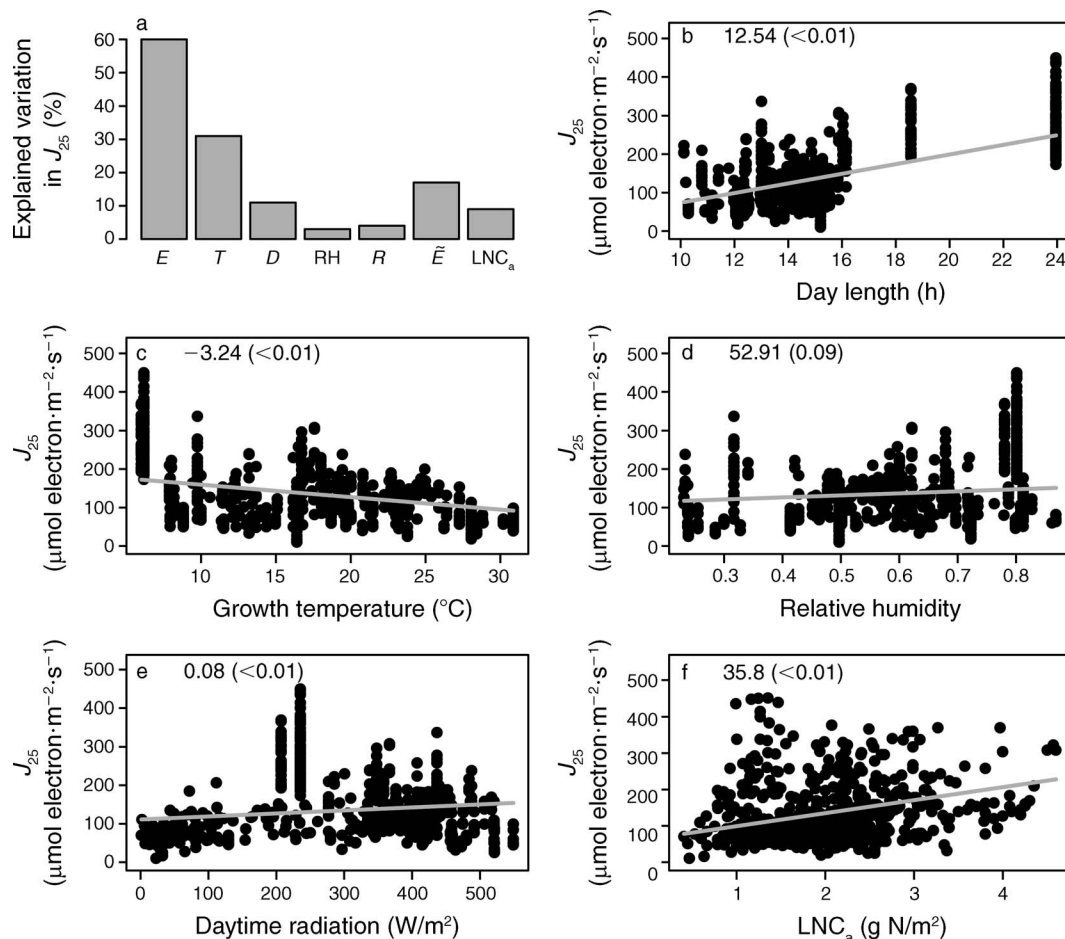 a
Explained variation
in J₂₅ (%)
60
50
40
30
20
10
0
E T D RH R Ẽ LNCₐ
b 12.54 (<0.01)
J₂₅
(μmol electron·m⁻²·s⁻¹)
500
400
300
200
100
0
10 12 14 16 18 20 22 24
Day length (h)
c −3.24 (<0.01)
J₂₅
(μmol electron·m⁻²·s⁻¹)
500
400
300
200
100
0
10 15 20 25 30
Growth temperature (°C)
d 52.91 (0.09)
J₂₅
(μmol electron·m⁻²·s⁻¹)
500
400
300
200
100
0
0.3 0.4 0.5 0.6 0.7 0.8
Relative humidity
e 0.08 (<0.01)
J₂₅
(μmol electron·m⁻²·s⁻¹)
500
400
300
200
100
0
0 100 200 300 400 500
Daytime radiation (W/m²)
f 35.8 (<0.01)
J₂₅
(μmol electron·m⁻²·s⁻¹)
500
400
300
200
100
0
1 2 3 4
LNCₐ (g N/m²)